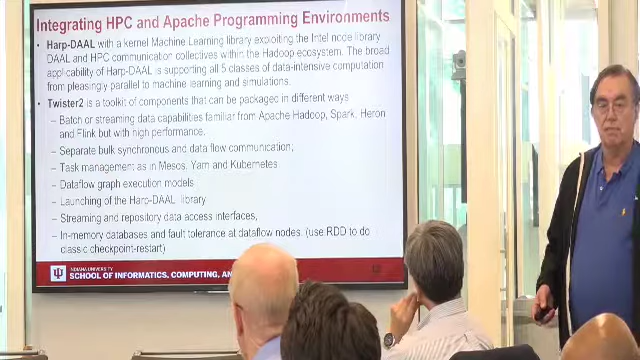 Integrating HPC and Apache Programming Environments
• Harp-DAAL with a kernel Machine Learning library exploiting the Intel node library
DAAL and HPC communication collectives within the Hadoop ecosystem. The broad
applicability of Harp-DAAL is supporting all 5 classes of data-intensive computation
from pleasingly parallel to machine learning and simulations.
• Twister2 is a toolkit of components that can be packaged in different ways
– Batch or streaming data capabilities familiar from Apache Hadoop, Spark, Heron
and Flink but with high performance.
– Separate bulk synchronous and data flow communication;
– Task management as in Mesos, Yarn and Kubernetes
– Dataflow graph execution models
– Launching of the Harp-DAAL library
– Streaming and repository data access interfaces,
– In-memory databases and fault tolerance at dataflow nodes. (use RDD to do
classic checkpoint-restart)
INDIANA UNIVERSITY
SCHOOL OF INFORMATICS, COMPUTING, AN